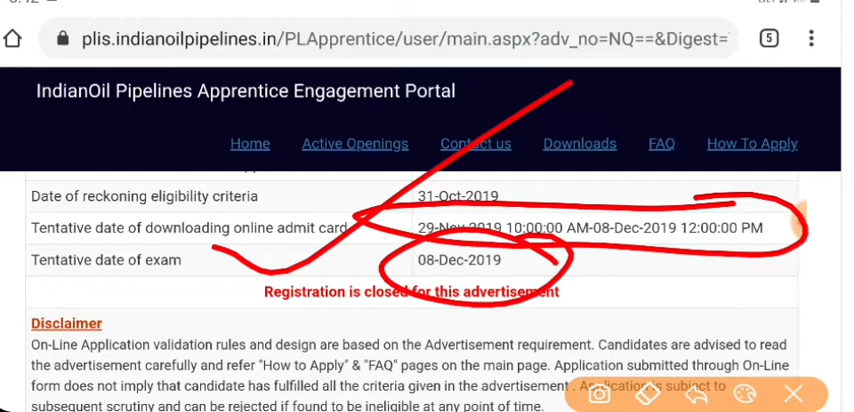 plis.indianoilpipelines.in/PLApprentice/user/main.aspx?adv_no=NQ==&Digest=
5
IndianOil Pipelines Apprentice Engagement Portal
Home Active Openings Contact us Downloads FAQ How To Apply
Date of reckoning eligibility criteria 31-Oct-2019
Tentative date of downloading online admit card 29-Nov-2019 10:00:00 AM-08-Dec-2019 12:00:00 PM
Tentative date of exam 08-Dec-2019
Registration is closed for this advertisement
Disclaimer
On-Line Application validation rules and design are based on the Advertisement requirement. Candidates are advised to read
the advertisement carefully and refer "How to Apply" & "FAQ" pages on the main page. Application submitted through On-Line
form does not imply that candidate has fulfilled all the criteria given in the advertisement . Application is subject to
subsequent scrutiny and can be rejected if found to be ineligible at any point of time.